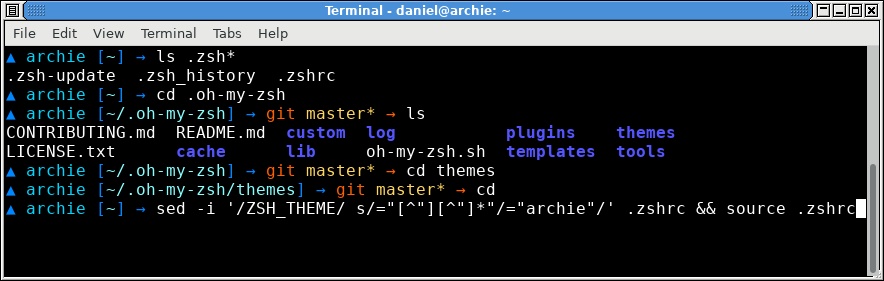 Terminal - daniel@archie: ~
File Edit View Terminal Tabs Help
▲ archie [~] → ls .zsh*
.zsh-update  .zsh_history  .zshrc
▲ archie [~] → cd .oh-my-zsh
▲ archie [~/.oh-my-zsh] → git master* → ls
CONTRIBUTING.md  README.md  custom  log  plugins  themes
LICENSE.txt  cache  lib  oh-my-zsh.sh  templates  tools
▲ archie [~/.oh-my-zsh] → git master* → cd themes
▲ archie [~/.oh-my-zsh/themes] → git master* → cd
▲ archie [~] → sed -i '/ZSH_THEME/ s/="[^"][^"]*"/="archie"/' .zshrc && source .zshrc